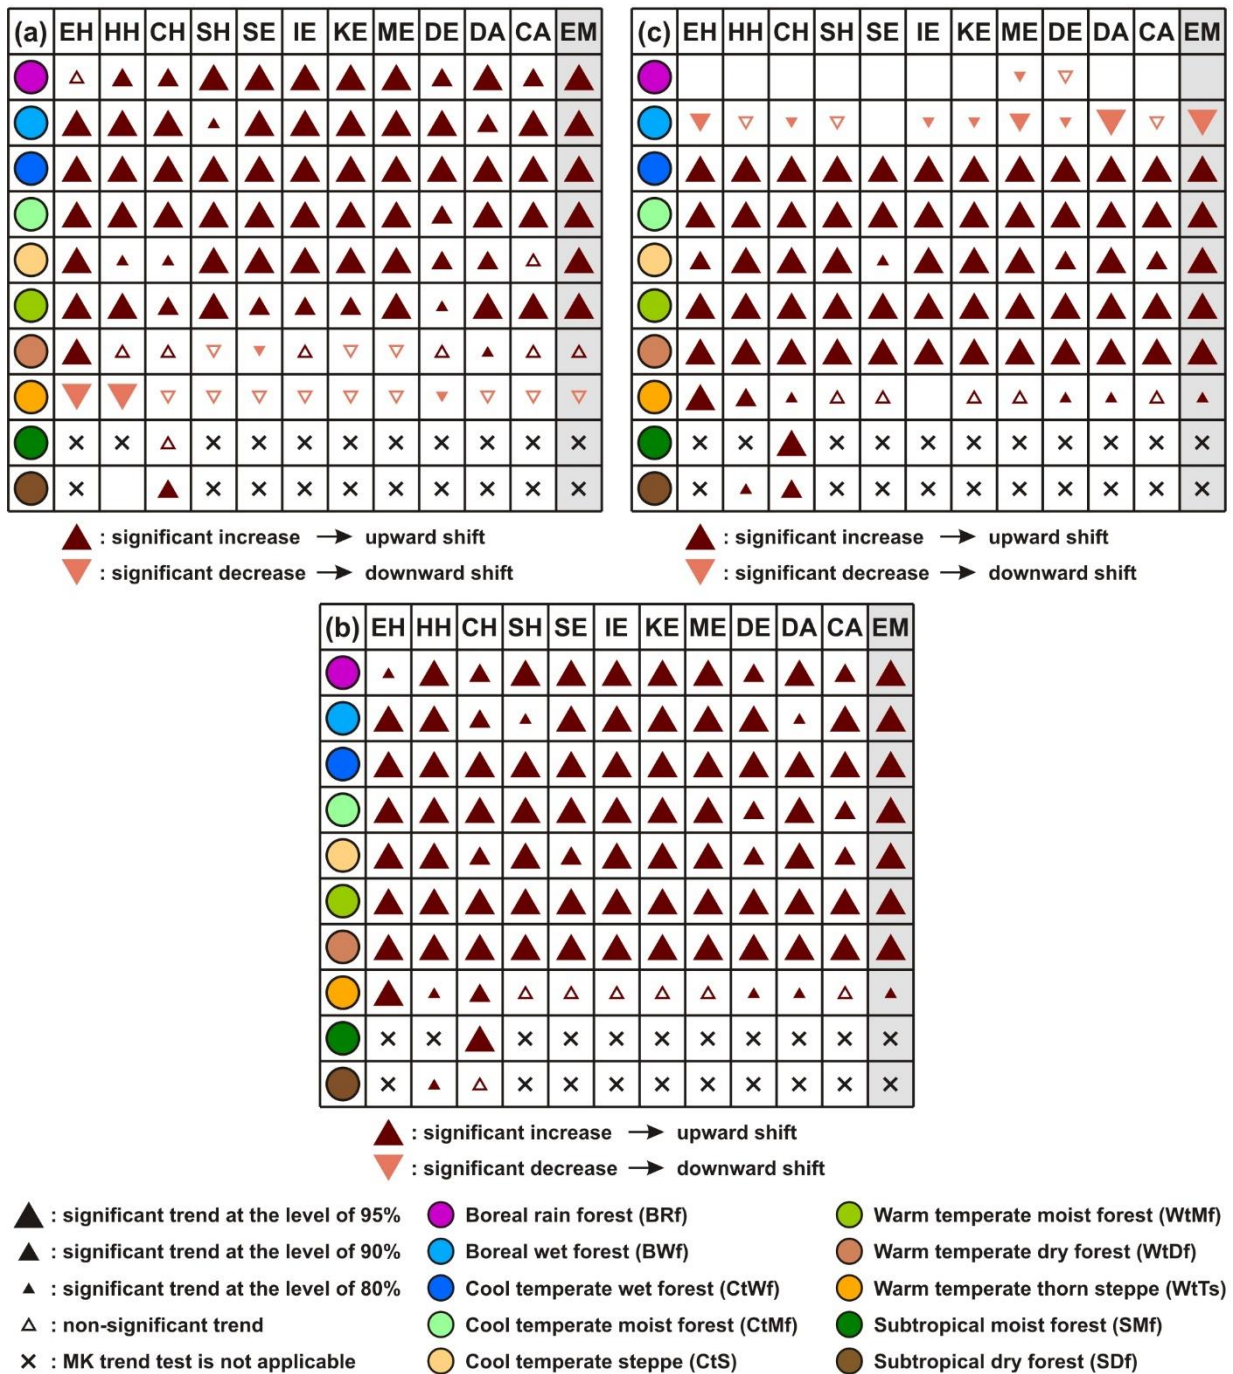 (a) EH HH CH SH SE IE KE ME DE DA CA EM
× × × × × × × × × × ×
× × × × × × × × × ×
: significant increase → upward shift
: significant decrease → downward shift
(c) EH HH CH SH SE IE KE ME DE DA CA EM
× × × × × × × × × × ×
× × × × × × × × × ×
: significant increase → upward shift
: significant decrease → downward shift
(b) EH HH CH SH SE IE KE ME DE DA CA EM
× × × × × × × × × × ×
× × × × × × × × × ×
: significant increase → upward shift
: significant decrease → downward shift
: significant trend at the level of 95%
: significant trend at the level of 90%
: significant trend at the level of 80%
: non-significant trend
× : MK trend test is not applicable
Boreal rain forest (BRf)
Boreal wet forest (BWf)
Cool temperate wet forest (CtWf)
Cool temperate moist forest (CtMf)
Cool temperate steppe (CtS)
Warm temperate moist forest (WtMf)
Warm temperate dry forest (WtDf)
Warm temperate thorn steppe (WtTs)
Subtropical moist forest (SMf)
Subtropical dry forest (SDf)